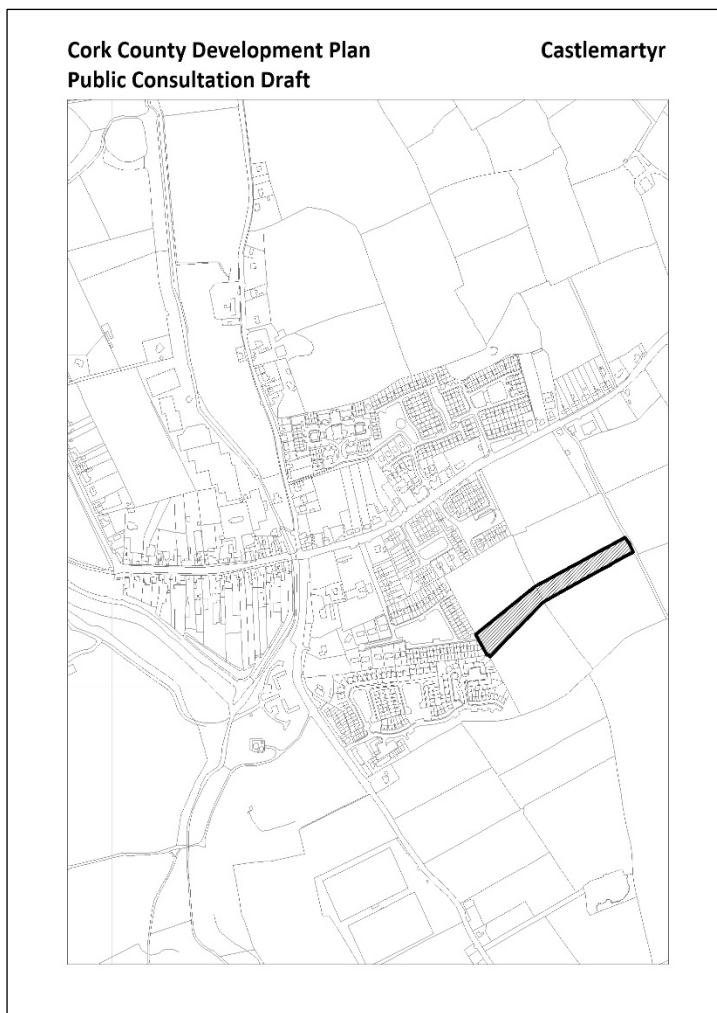 Cork County Development Plan
Castlemartyr
Public Consultation Draft